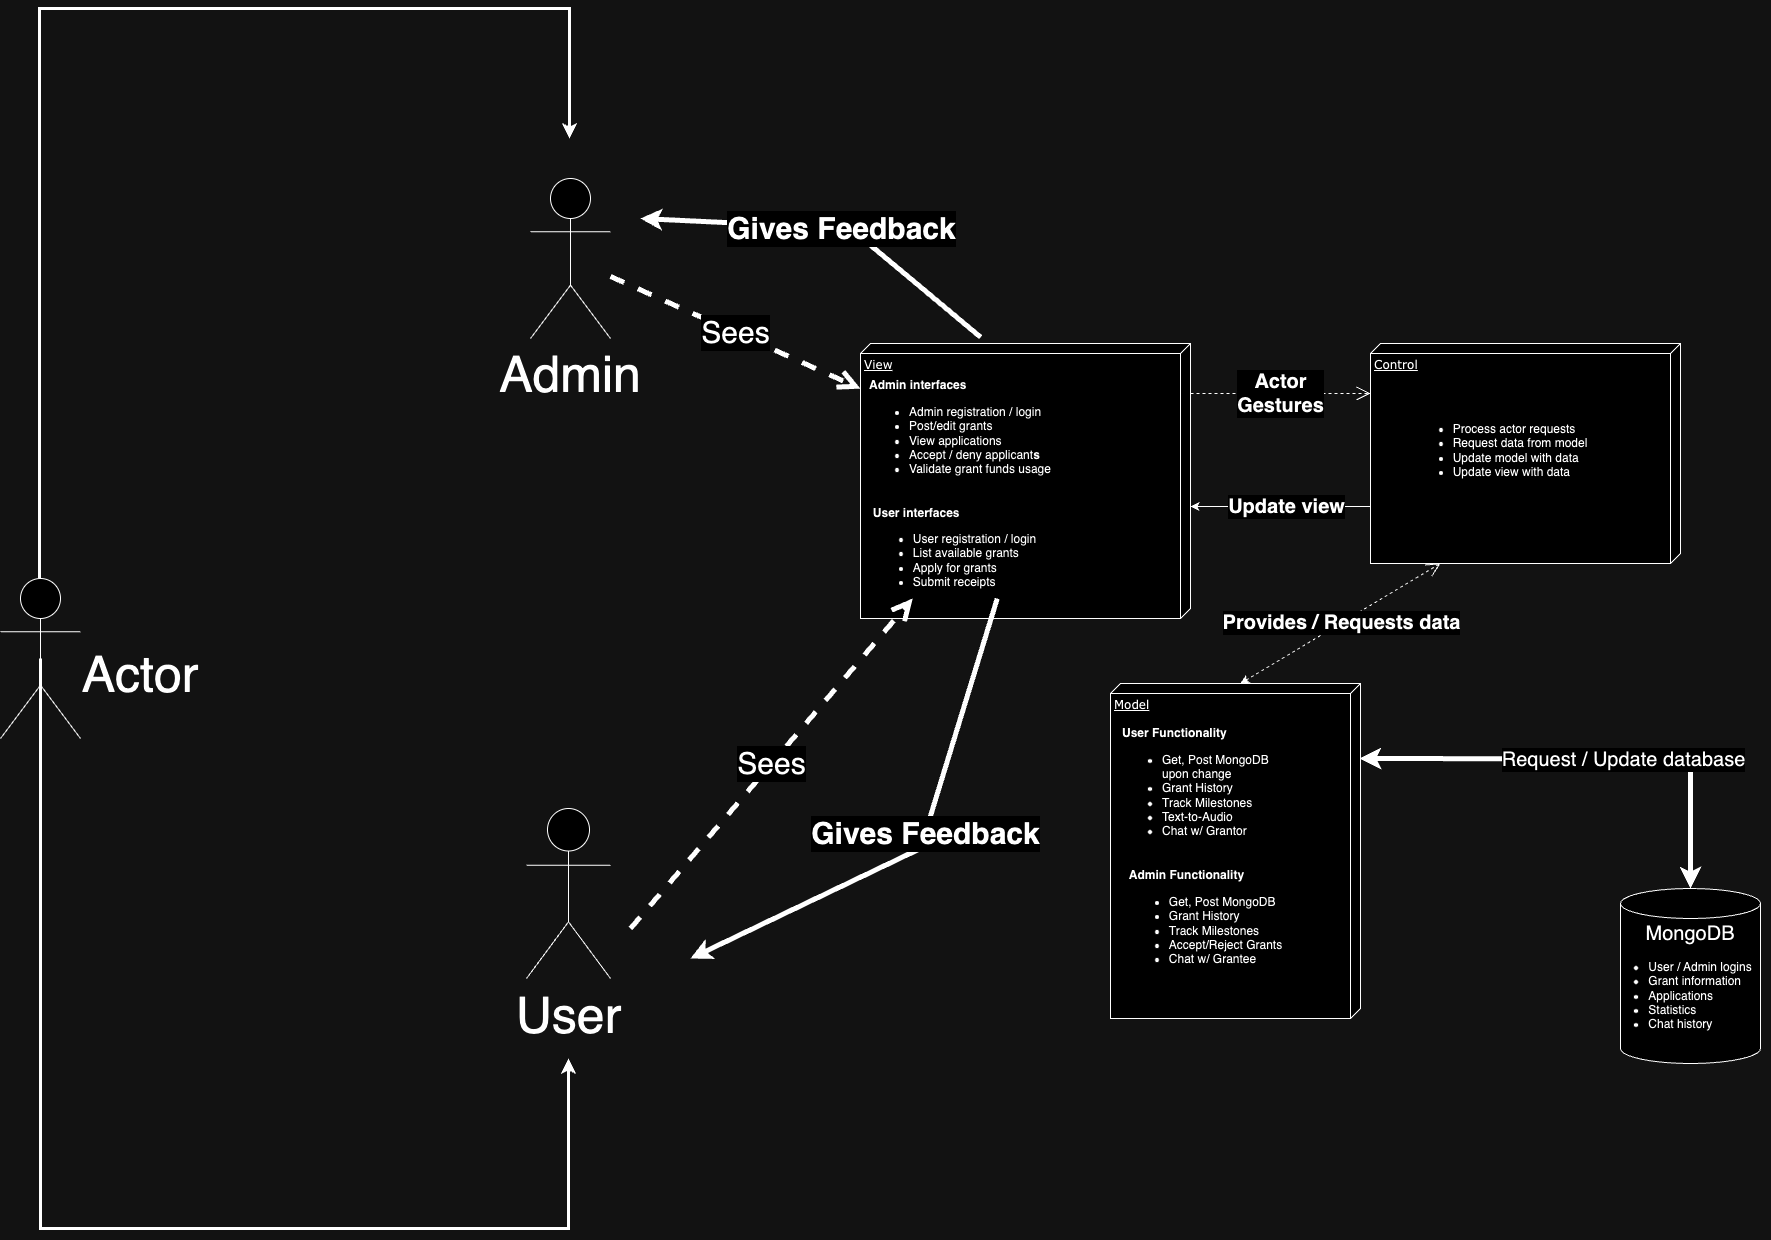 Gives Feedback
Sees
Admin
View
Admin interfaces
Admin registration / login
Post/edit grants
View applications
Accept / deny applicants
Validate grant funds usage
User interfaces
User registration / login
List available grants
Apply for grants
Submit receipts
Actor
Gestures
Update view
Control
Process actor requests
Request data from model
Update model with data
Update view with data
Provides / Requests data
Actor
Sees
Gives Feedback
User
Model
User Functionality
Get, Post MongoDB
upon change
Grant History
Track Milestones
Text-to-Audio
Chat w/ Grantor
Admin Functionality
Get, Post MongoDB
Grant History
Track Milestones
Accept/Reject Grants
Chat w/ Grantee
Request / Update database
MongoDB
User / Admin logins
Grant information
Applications
Statistics
Chat history